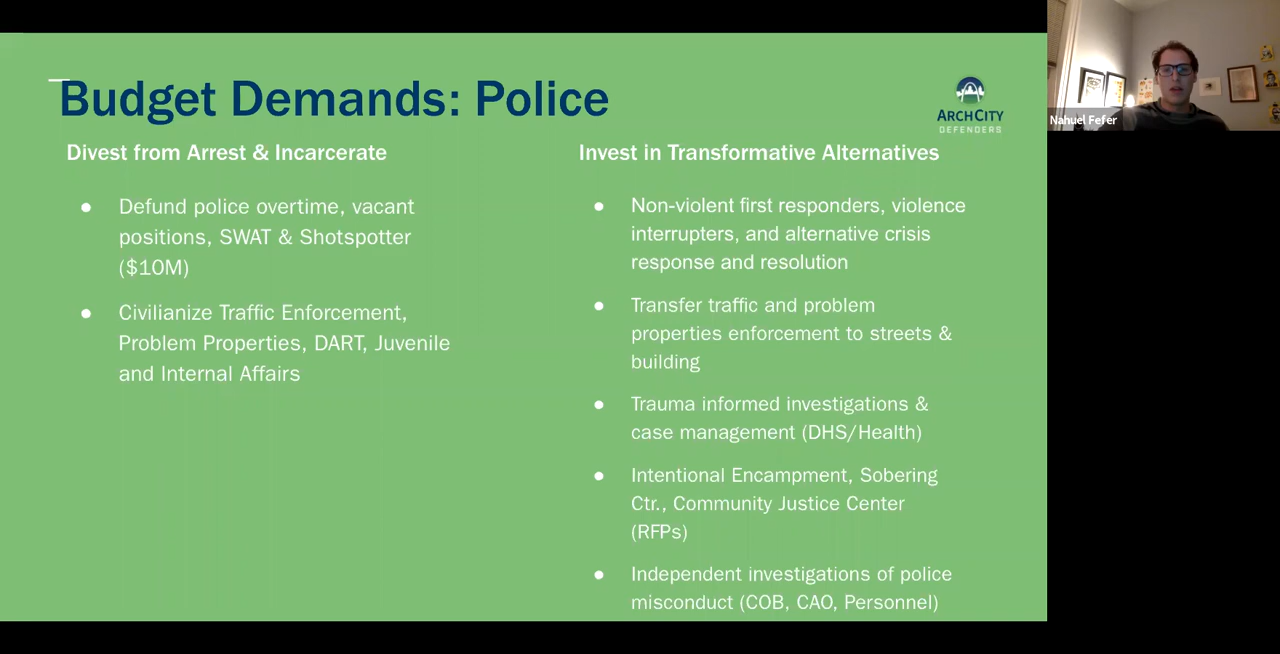 Budget Demands: Police
ARCHCITY
DEFENDERS
Nahuel Fefer
Divest from Arrest & Incarcerate
● Defund police overtime, vacant
positions, SWAT & Shotspotter
($10M)
● Civilianize Traffic Enforcement,
Problem Properties, DART, Juvenile
and Internal Affairs
Invest in Transformative Alternatives
● Non-violent first responders, violence
interrupters, and alternative crisis
response and resolution
● Transfer traffic and problem
properties enforcement to streets &
building
● Trauma informed investigations &
case management (DHS/Health)
● Intentional Encampment, Sobering
Ctr., Community Justice Center
(RFPs)
● Independent investigations of police
misconduct (COB, CAO, Personnel)